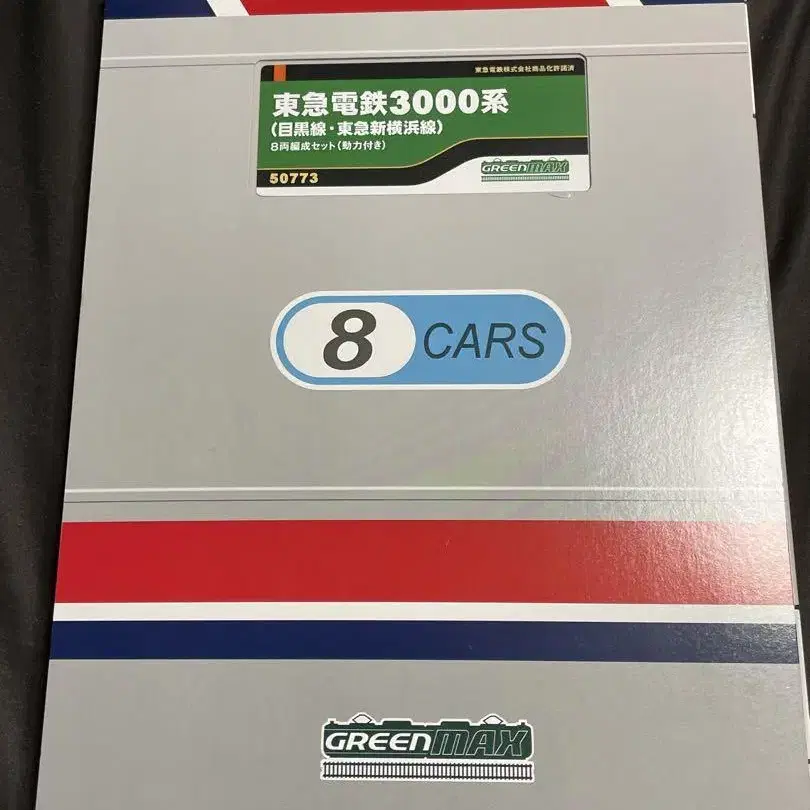 東急電鉄株式会社商品化許諾済
東急電鉄3000系
(目黒線・東急新横浜線)
8両編成セット(動力付き)
50773
GREENMAX
8 CARS
GREENMAX